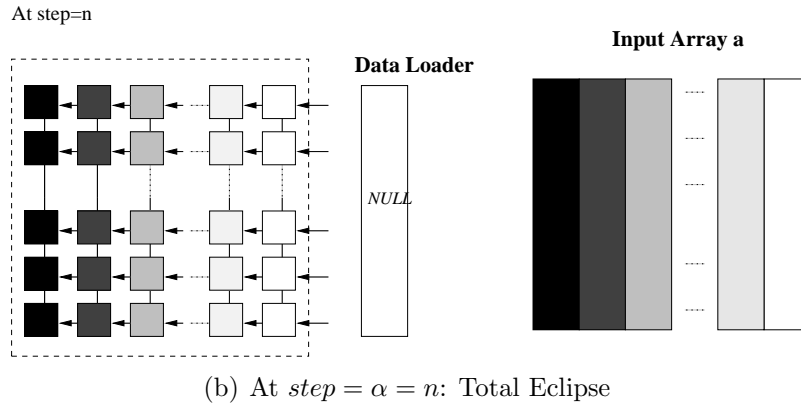 At step=n
Input Array a
Data Loader
NULL
(b) At step = α = n: Total Eclipse